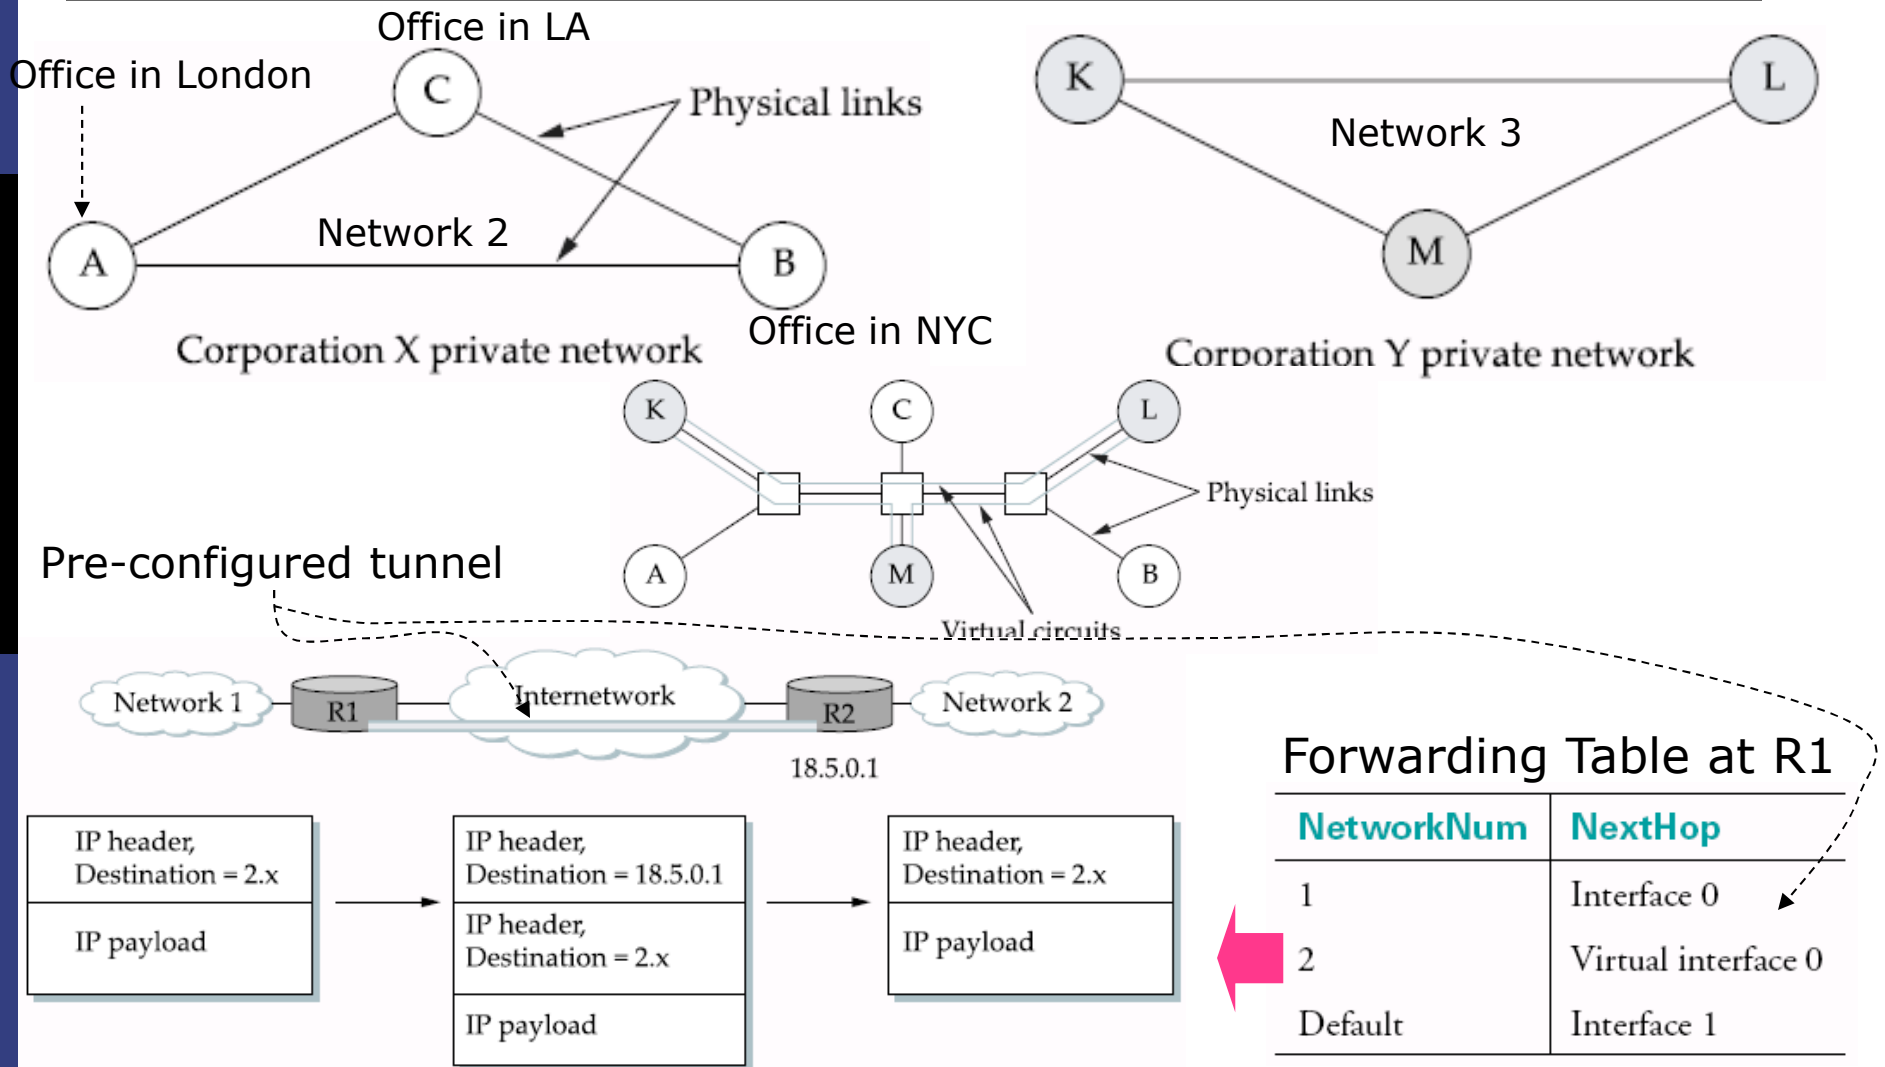 Office in LA
Office in London
C
Physical links
Network 2
A
B
Office in NYC
Corporation X private network
K
L
Network 3
M
Corporation Y private network
K
C
L
Physical links
A
M
B
Virtual circuits
Pre-configured tunnel
Network 1
R1
Internetwork
R2
Network 2
18.5.0.1
IP header,
Destination = 2.x
IP payload
IP header,
Destination = 18.5.0.1
IP header,
Destination = 2.x
IP payload
IP header,
Destination = 2.x
IP payload
Forwarding Table at R1
NetworkNum NextHop
1 Interface 0
2 Virtual interface 0
Default Interface 1